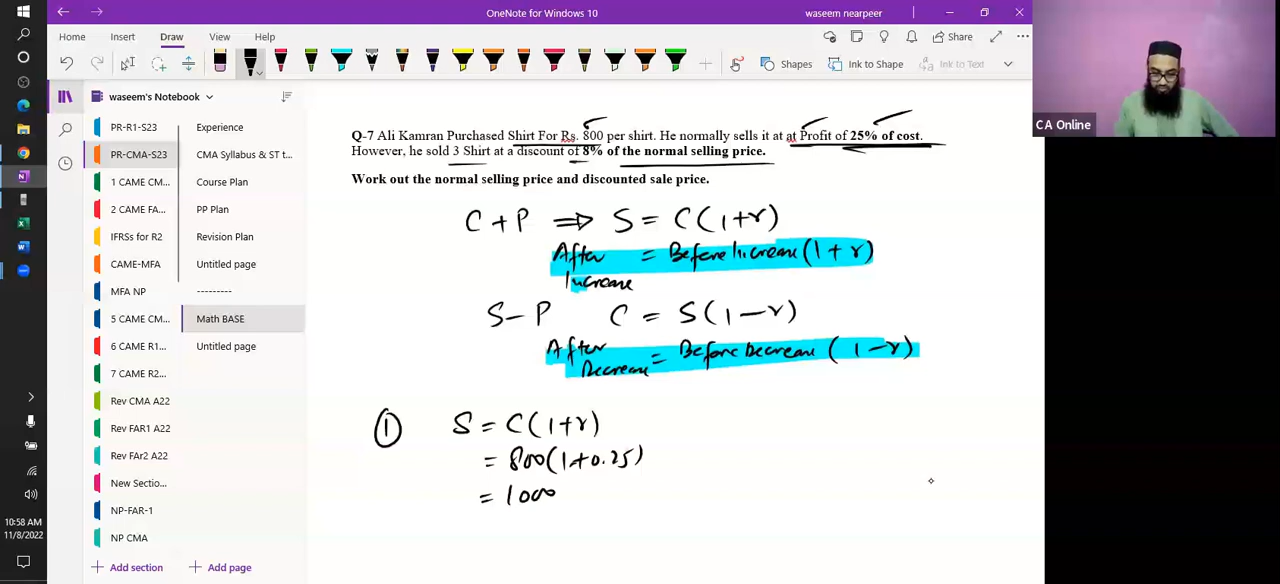 OneNote for Windows 10
waseem nearpeer
Home Insert Draw View Help
Share
Shapes
Ink to Shape
Ink to Text
waseem's Notebook
PR-R1-S23
PR-CMA-S23
1 CAME CM...
2 CAME FA...
IFRSs for R2
CAME-MFA
MFA NP
5 CAME CM...
6 CAME R1...
7 CAME R2...
Rev CMA A22
Rev FAR1 A22
Rev FAr2 A22
New Sectio...
NP-FAR-1
NP CMA
Add section
Experience
CMA Syllabus & ST t...
Course Plan
PP Plan
Revision Plan
Untitled page
---------
Math BASE
Untitled page
Add page
Q-7 Ali Kamran Purchased Shirt For Rs. 800 per shirt. He normally sells it at at Profit of 25% of cost.
However, he sold 3 Shirt at a discount of 8% of the normal selling price.
Work out the normal selling price and discounted sale price.
C + P ⇒ S = C(1+r)
After Increase = Before Increase (1 + r)
S - P C = S(1-r)
After Decrease = Before Decrease (1-r)
① S = C(1+r)
= 800(1+0.25)
= 1000
CA Online
10:58 AM
11/8/2022